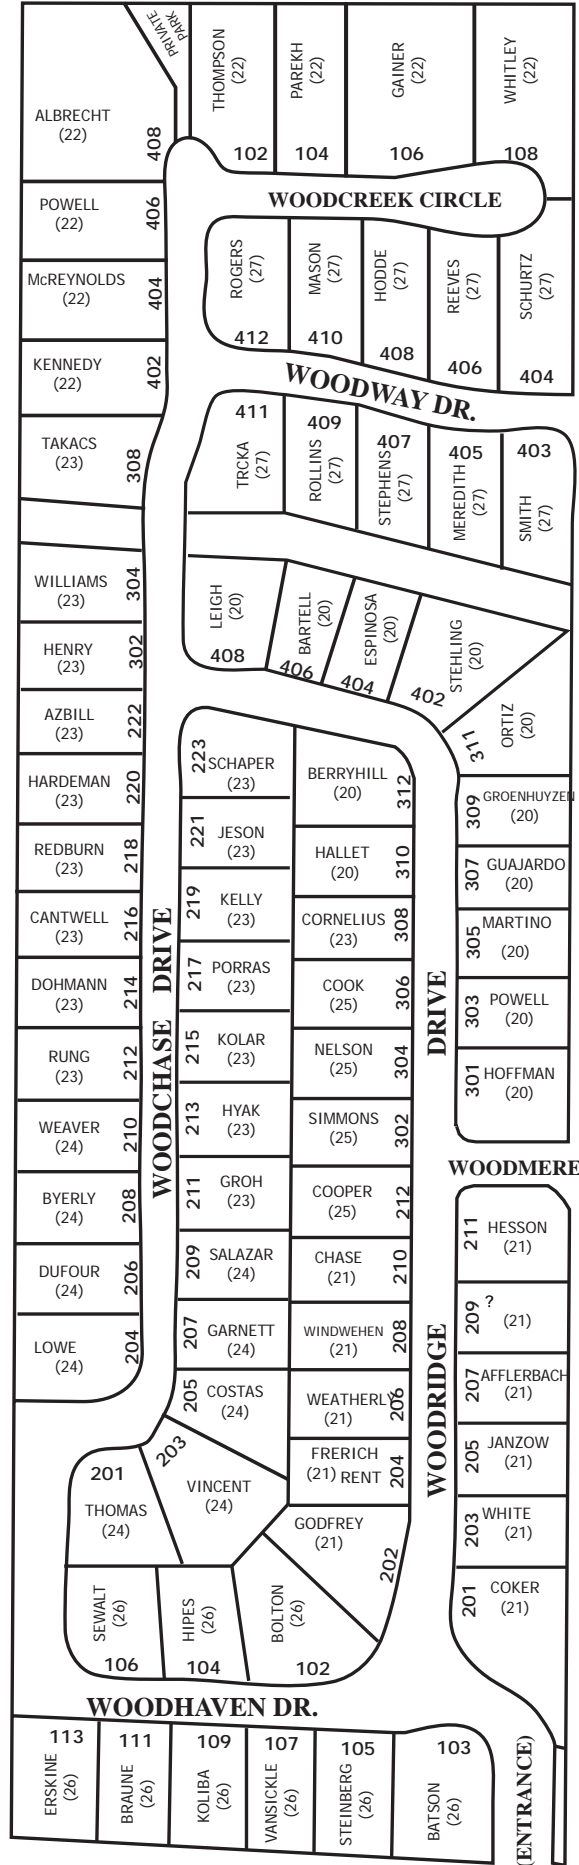 PRIVATE
PARK
ALBRECHT
(22)
408
THOMPSON
(22)
102
PAREKH
(22)
104
GAINER
(22)
106
WHITLEY
(22)
108
WOODCREEK CIRCLE
POWELL
(22)
406
McREYNOLDS
(22)
404
KENNEDY
(22)
402
TAKACS
(23)
308
ROGERS
(27)
412
MASON
(27)
410
HODDE
(27)
408
REEVES
(27)
406
SCHURTZ
(27)
404
WOODWAY DR.
411
TRCKA
(27)
409
ROLLINS
(27)
407
STEPHENS
(27)
405
MEREDITH
(27)
403
SMITH
(27)
WILLIAMS
(23)
304
HENRY
(23)
302
AZBILL
(23)
222
HARDEMAN
(23)
220
REDBURN
(23)
218
CANTWELL
(23)
216
DOHMANN
(23)
214
RUNG
(23)
212
WEAVER
(24)
210
BYERLY
(24)
208
DUFOUR
(24)
206
LOWE
(24)
204
LEIGH
(20)
408
BARTELL
(20)
406
ESPINOSA
(20)
404
STEHLING
(20)
402
ORTIZ
(20)
311
WOODCHASE DRIVE
223
SCHAPER
(23)
221
JESON
(23)
219
KELLY
(23)
217
PORRAS
(23)
215
KOLAR
(23)
213
HYAK
(23)
211
GROH
(23)
209
SALAZAR
(24)
207
GARNETT
(24)
205
COSTAS
(24)
203
VINCENT
(24)
201
THOMAS
(24)
BERRYHILL
(20)
312
HALLET
(20)
310
CORNELIUS
(23)
308
COOK
(25)
306
NELSON
(25)
304
SIMMONS
(25)
302
COOPER
(25)
212
CHASE
(21)
210
WINDWEHEN
(21)
208
WEATHERLY
(21)
206
FRERICH
(21) RENT
204
GODFREY
(21)
202
WOODRIDGE DRIVE
309
GROENHUYZEN
(20)
307
GUAJARDO
(20)
305
MARTINO
(20)
303
POWELL
(20)
301
HOFFMAN
(20)
WOODMERE
211
HESSON
(21)
209
?
(21)
207
AFFLERBACH
(21)
205
JANZOW
(21)
203
WHITE
(21)
201
COKER
(21)
SEWALT
(26)
106
HIPES
(26)
104
BOLTON
(26)
102
WOODHAVEN DR.
113
ERSKINE
(26)
111
BRAUNE
(26)
109
KOLIBA
(26)
107
VANSICKLE
(26)
105
STEINBERG
(26)
103
BATSON
(26)
(ENTRANCE)